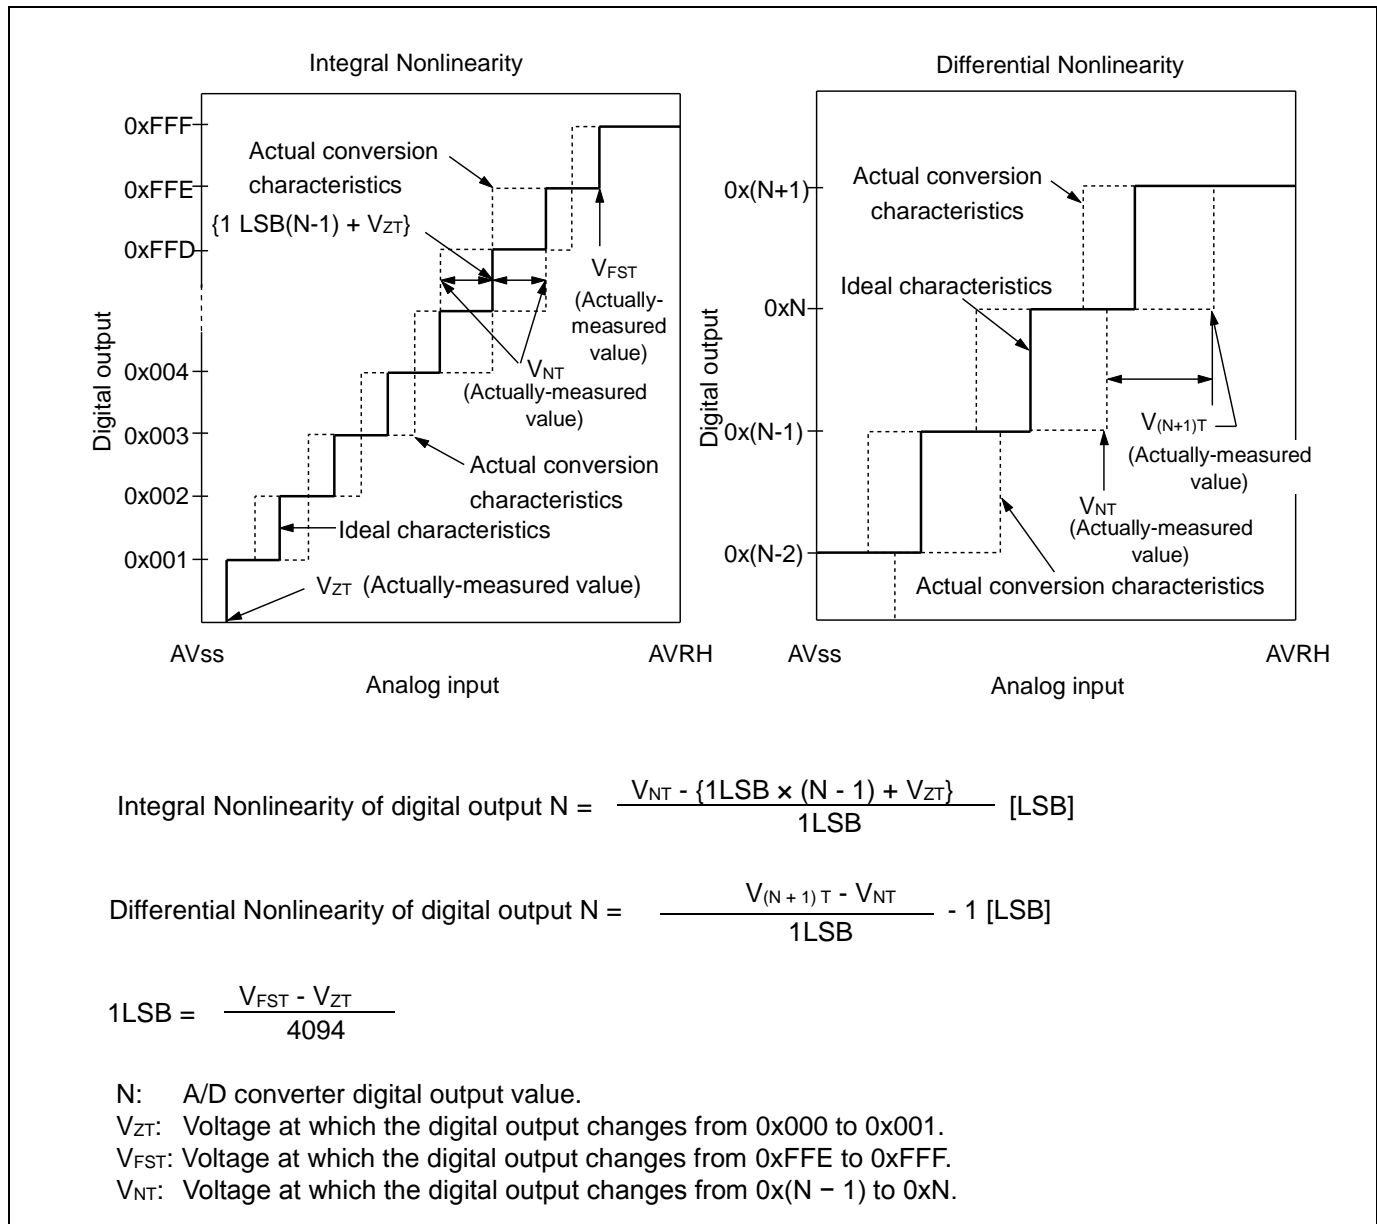 Integral Nonlinearity
0xFFF
0xFFE
0xFFD
0x004
0x003
0x002
0x001
Digital output
Actual conversion
characteristics
{1 LSB(N-1) + VZT}
VFST
(Actually-
measured
value)
VNT
(Actually-measured
value)
Actual conversion
characteristics
Ideal characteristics
VZT (Actually-measured value)
AVss
AVRH
Analog input
Differential Nonlinearity
0x(N+1)
0xN
0x(N-1)
0x(N-2)
Digital output
Actual conversion
characteristics
Ideal characteristics
V(N+1)T
(Actually-measured
value)
VNT
(Actually-measured
value)
Actual conversion characteristics
AVss
AVRH
Analog input
Integral Nonlinearity of digital output N = VNT - {1LSB × (N - 1) + VZT} [LSB]
1LSB
Differential Nonlinearity of digital output N = V(N + 1) T - VNT - 1 [LSB]
1LSB
1LSB = VFST - VZT
4094
N: A/D converter digital output value.
VZT: Voltage at which the digital output changes from 0x000 to 0x001.
VFST: Voltage at which the digital output changes from 0xFFE to 0xFFF.
VNT: Voltage at which the digital output changes from 0x(N − 1) to 0xN.